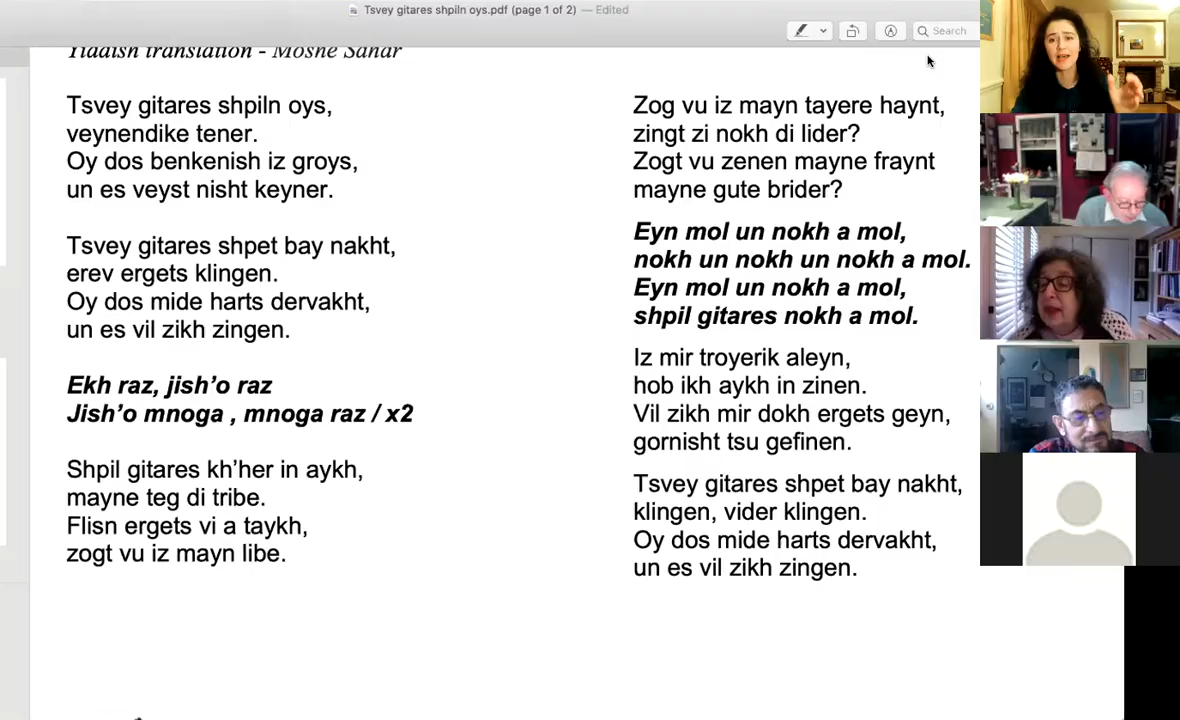 Tsvey gitares shpiln oys.pdf (page 1 of 2) — Edited
Search
Yiddish translation - Moshe Sahar
Tsvey gitares shpiln oys,
veynendike tener.
Oy dos benkenish iz groys,
un es veyst nisht keyner.
Tsvey gitares shpet bay nakht,
erev ergets klingen.
Oy dos mide harts dervakht,
un es vil zikh zingen.
Ekh raz, jish’o raz
Jish’o mnoga , mnoga raz / x2
Shpil gitares kh’her in aykh,
mayne teg di tribe.
Flisn ergets vi a taykh,
zogt vu iz mayn libe.
Zog vu iz mayn tayere haynt,
zingt zi nokh di lider?
Zogt vu zenen mayne fraynt
mayne gute brider?
Eyn mol un nokh a mol,
nokh un nokh un nokh a mol.
Eyn mol un nokh a mol,
shpil gitares nokh a mol.
Iz mir troyerik aleyn,
hob ikh aykh in zinen.
Vil zikh mir dokh ergets geyn,
gornisht tsu gefinen.
Tsvey gitares shpet bay nakht,
klingen, vider klingen.
Oy dos mide harts dervakht,
un es vil zikh zingen.